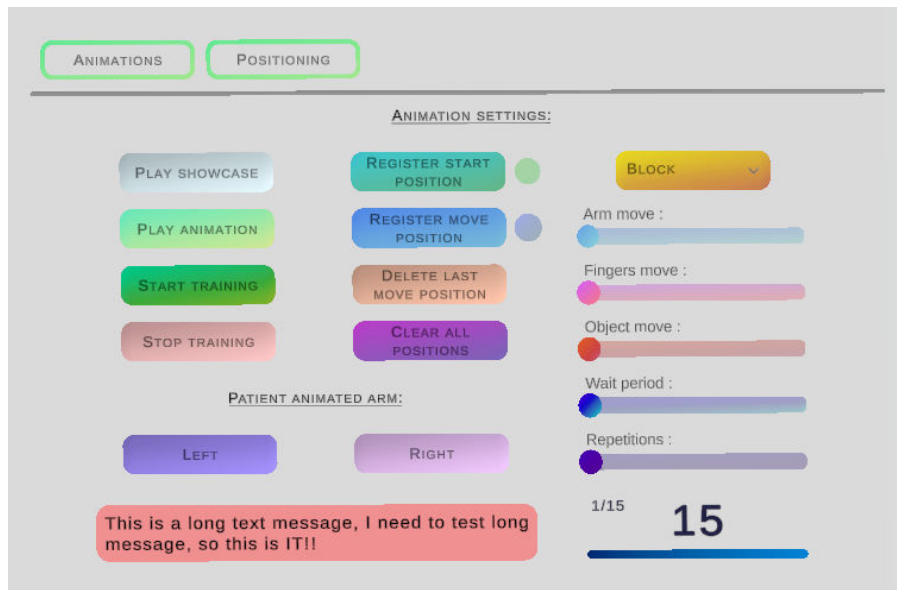 ANIMATIONS
POSITIONING
ANIMATION SETTINGS:
PLAY SHOWCASE
PLAY ANIMATION
START TRAINING
STOP TRAINING
REGISTER START
POSITION
REGISTER MOVE
POSITION
DELETE LAST
MOVE POSITION
CLEAR ALL
POSITIONS
BLOCK
Arm move :
Fingers move :
Object move :
Wait period :
Repetitions :
PATIENT ANIMATED ARM:
LEFT
RIGHT
This is a long text message, I need to test long
message, so this is IT!!
1/15
15